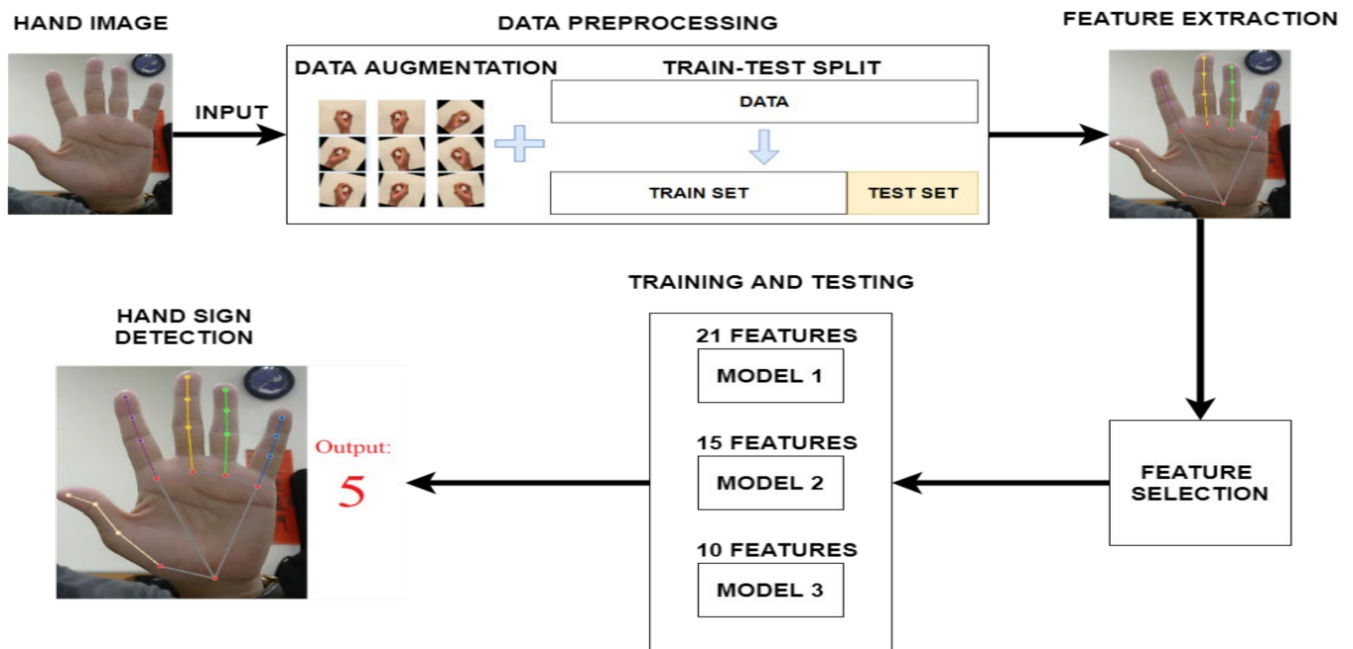 HAND IMAGE
DATA PREPROCESSING
FEATURE EXTRACTION
DATA AUGMENTATION
TRAIN-TEST SPLIT
INPUT
DATA
TRAIN SET
TEST SET
TRAINING AND TESTING
HAND SIGN
DETECTION
21 FEATURES
MODEL 1
Output:
5
15 FEATURES
MODEL 2
FEATURE
SELECTION
10 FEATURES
MODEL 3